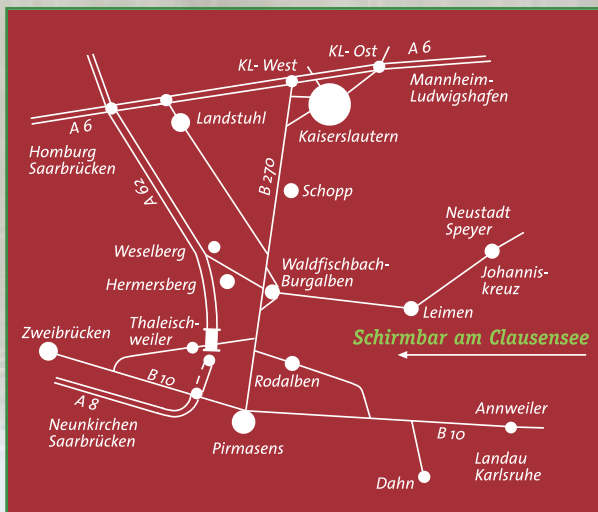 KL- Ost
A 6
KL-West
Mannheim-
Ludwigshafen
A 6
Landstuhl
Kaiserslautern
Homburg
Saarbrücken
A 62
B 270
Schopp
Neustadt
Speyer
Weselberg
Waldfischbach-
Burgalben
Johannis-
kreuz
Hermersberg
Leimen
Thaleisch-
weiler
Zweibrücken
Schirmbar am Clausensee
B 10
Rodalben
A 8
Neunkirchen
Saarbrücken
Pirmasens
Annweiler
B 10
Landau
Karlsruhe
Dahn